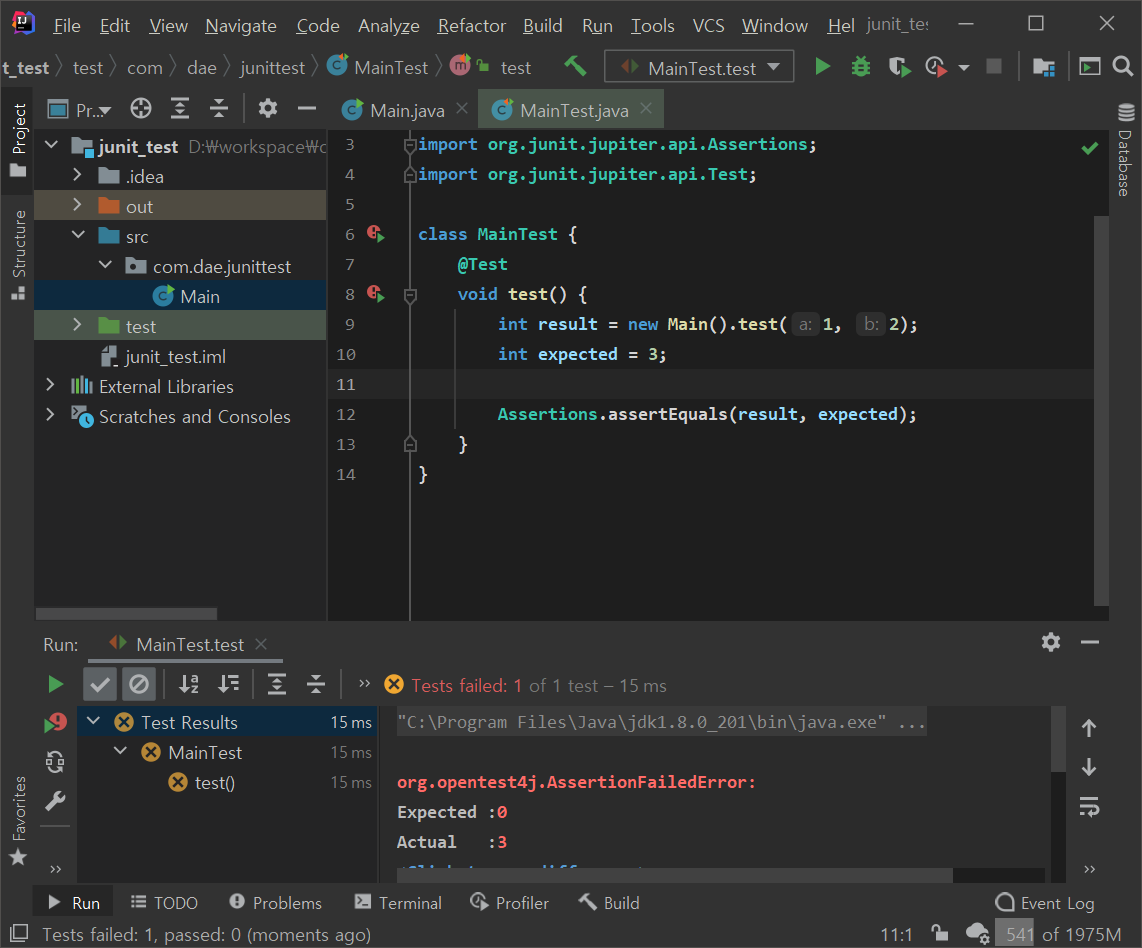 File Edit View Navigate Code Analyze Refactor Build Run Tools VCS Window Hel junit_tes
t_test test com dae junittest MainTest test MainTest.test
Project
Pr...
Main.java MainTest.java
junit_test D:₩workspace₩
.idea
out
src
com.dae.junittest
Main
test
junit_test.iml
External Libraries
Scratches and Consoles
Structure
Favorites
Database
3 import org.junit.jupiter.api.Assertions;
4 import org.junit.jupiter.api.Test;
5
6 class MainTest {
7 @Test
8 void test() {
9 int result = new Main().test( a: 1, b: 2);
10 int expected = 3;
11
12 Assertions.assertEquals(result, expected);
13 }
14 }
Run: MainTest.test
Tests failed: 1 of 1 test – 15 ms
Test Results 15 ms
MainTest 15 ms
test() 15 ms
"C:\Program Files\Java\jdk1.8.0_201\bin\java.exe" ...
org.opentest4j.AssertionFailedError:
Expected :0
Actual :3
Run TODO Problems Terminal Profiler Build Event Log
Tests failed: 1, passed: 0 (moments ago) 11:1 541 of 1975M